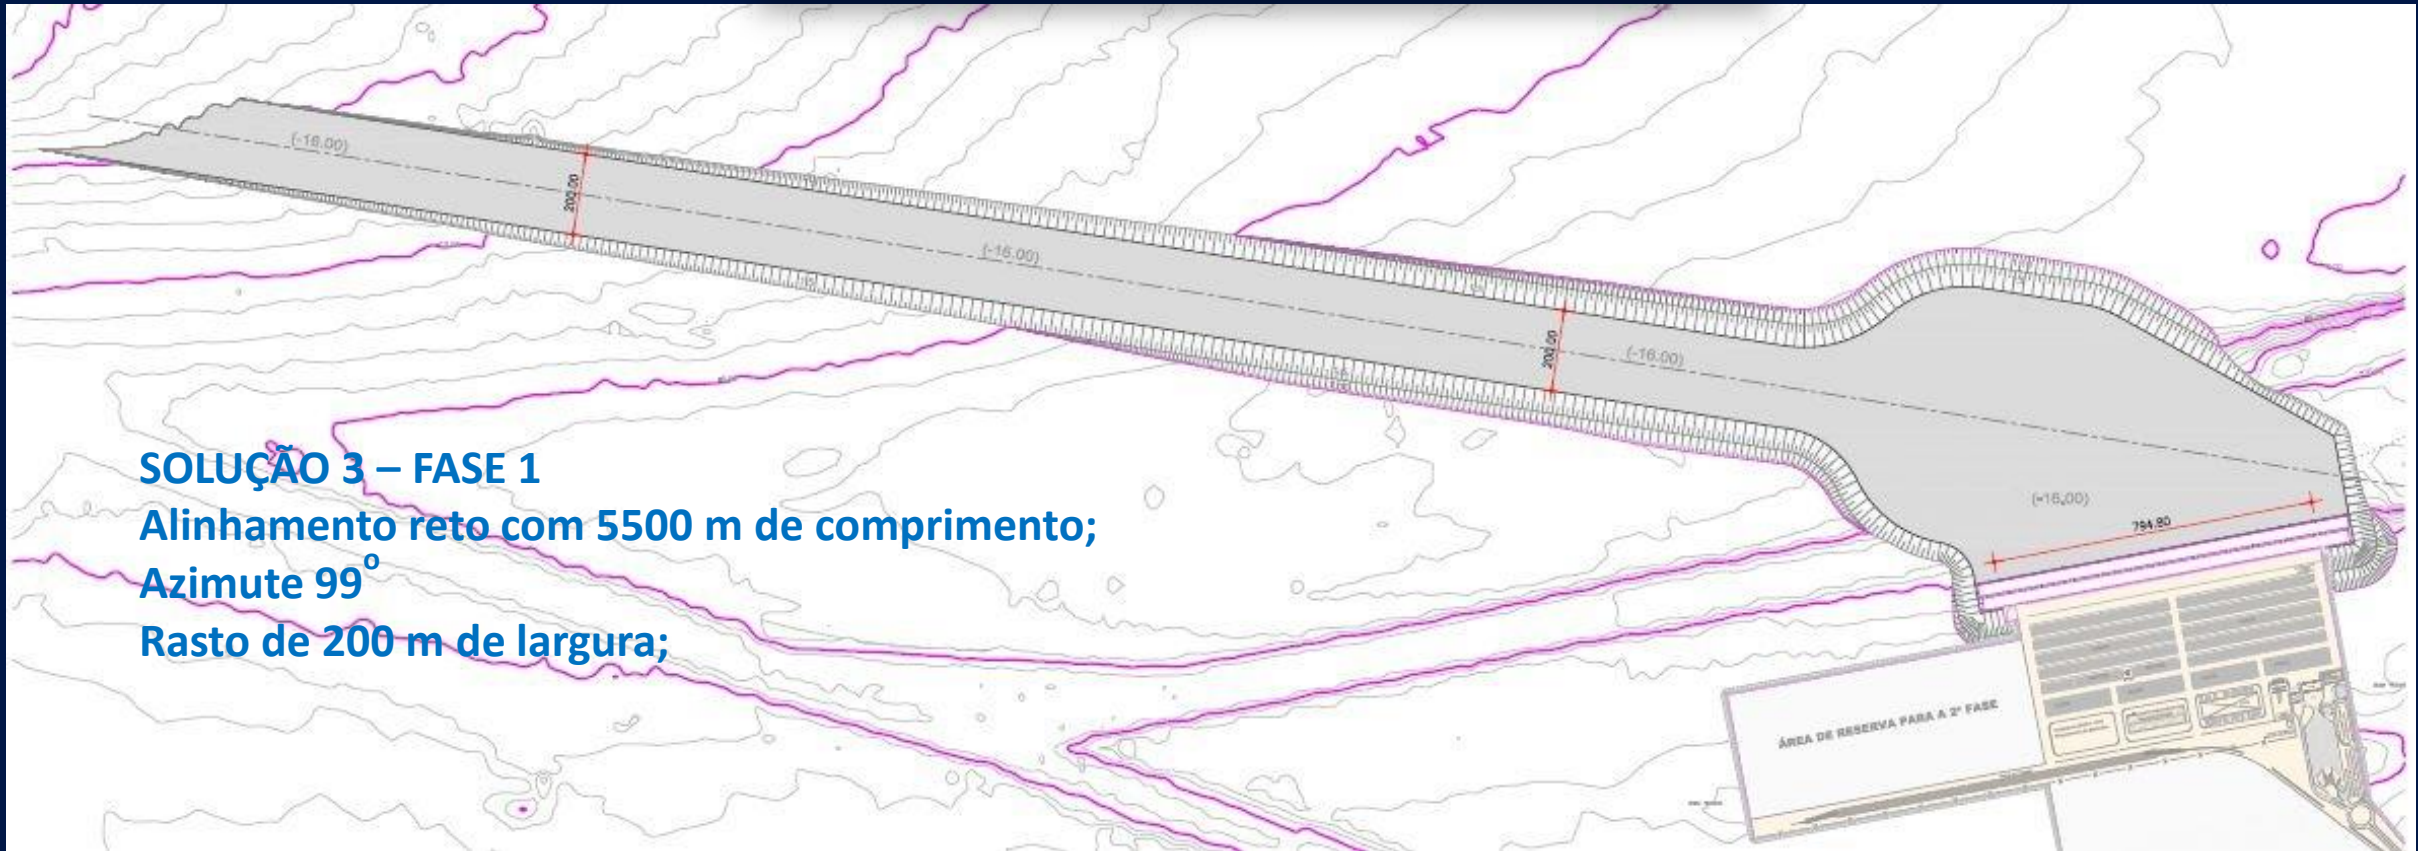 (-16.00)
200.00
(-16.00)
200.00
(-16.00)
SOLUÇÃO 3 – FASE 1
Alinhamento reto com 5500 m de comprimento;
Azimute 99º
Rasto de 200 m de largura;
(-16,00)
794.80
ÁREA DE RESERVA PARA A 2ª FASE